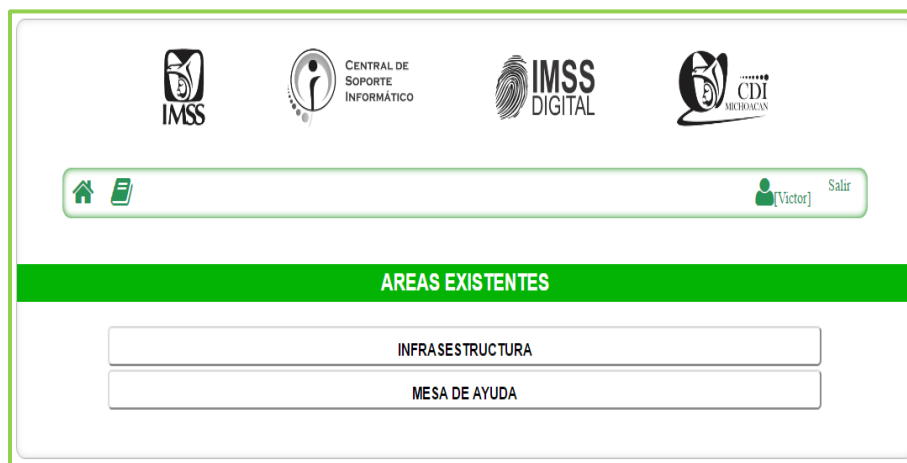 IMSS
CENTRAL DE
SOPORTE
INFORMÁTICO
IMSS
DIGITAL
CDI
MICHOACAN
[Victor]
Salir
AREAS EXISTENTES
INFRASESTRUCTURA
MESA DE AYUDA